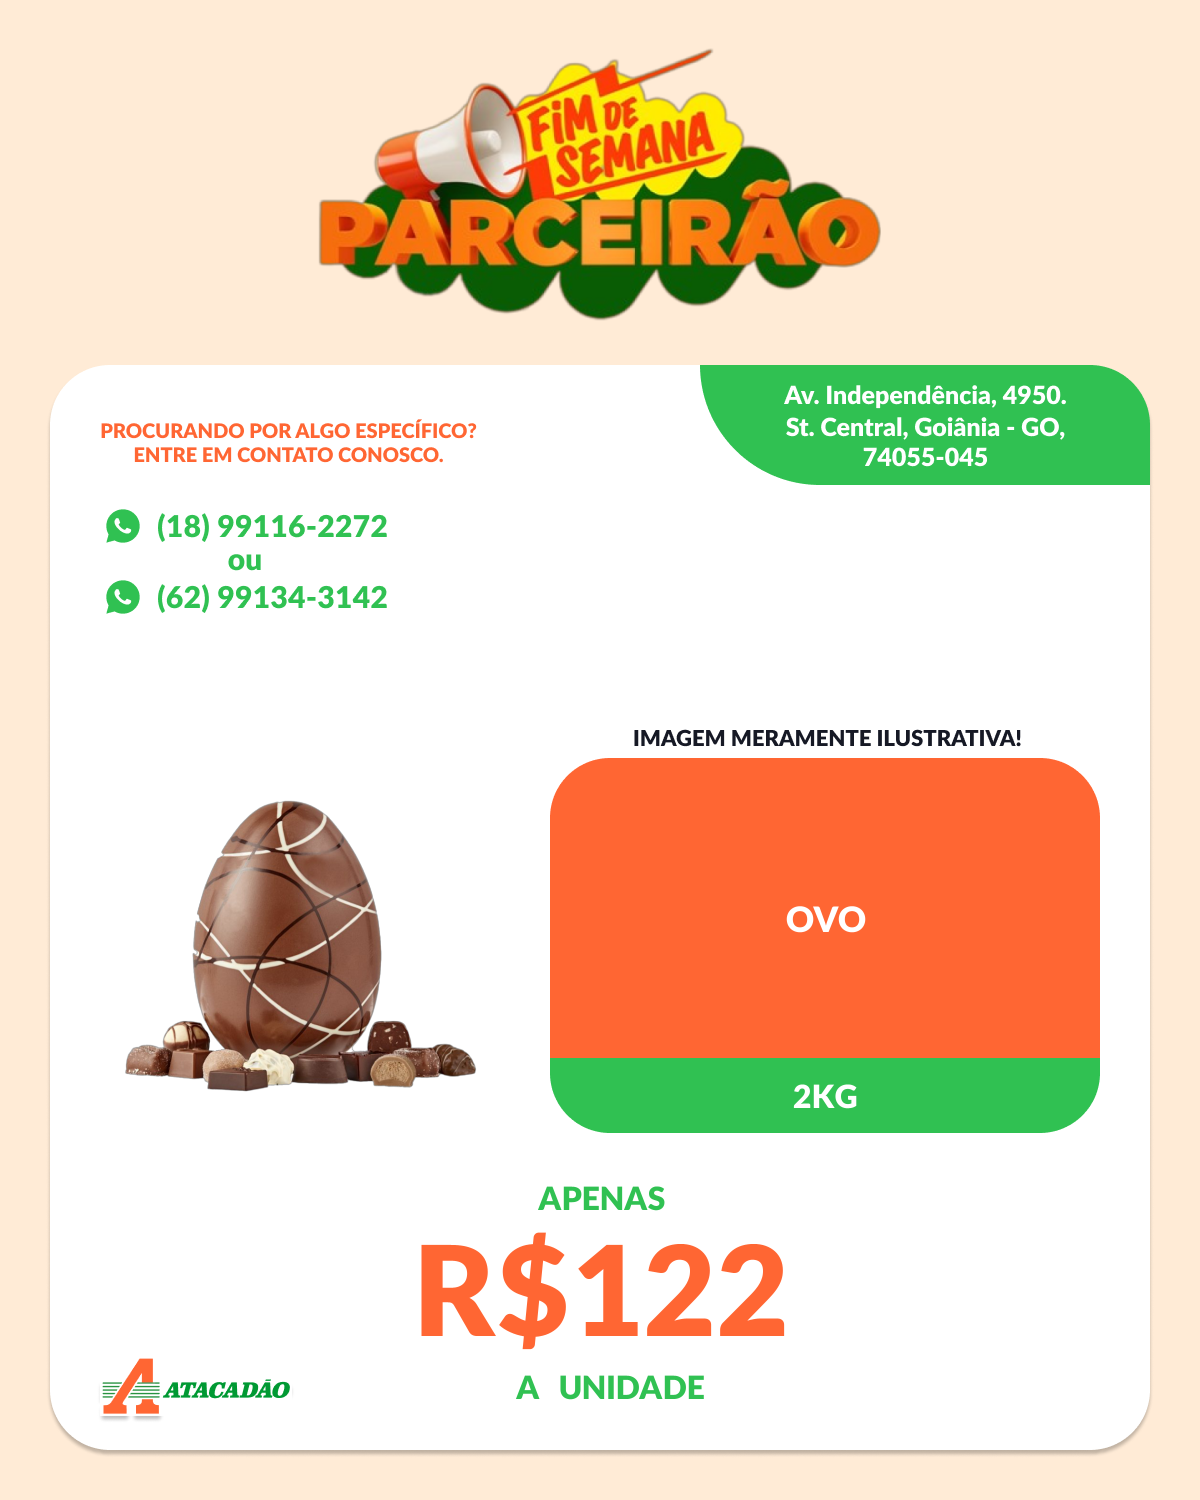 FiM DE
SEMANA
PARCEIRÃO
Av. Independência, 4950.
St. Central, Goiânia - GO,
74055-045
PROCURANDO POR ALGO ESPECÍFICO?
ENTRE EM CONTATO CONOSCO.
(18) 99116-2272
ou
(62) 99134-3142
IMAGEM MERAMENTE ILUSTRATIVA!
OVO
2KG
APENAS
R$122
A UNIDADE
A ATACADÃO